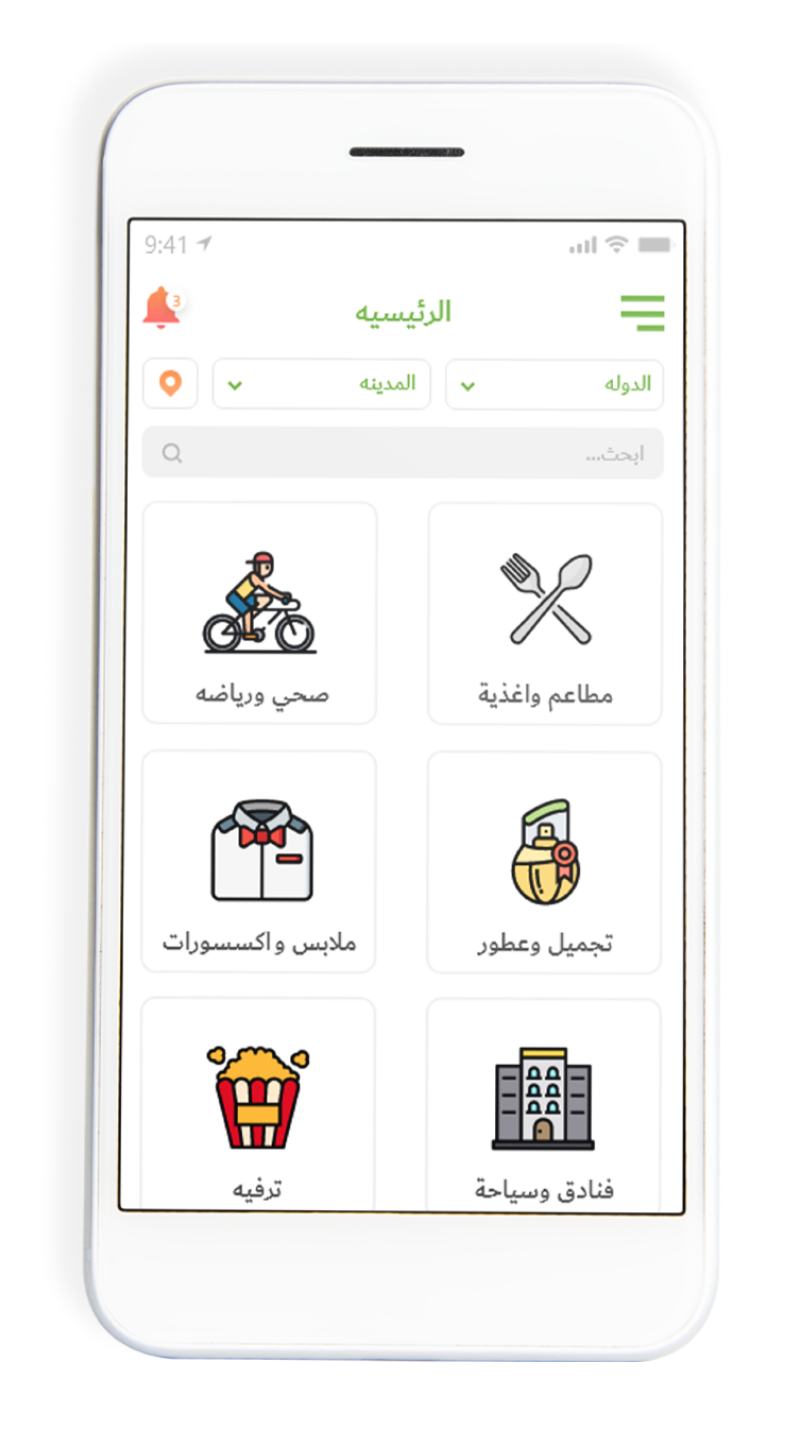 9:41
الرئيسيه
3
الدوله
المدينه
ابحث...
مطاعم واغذية
صحي ورياضه
تجميل وعطور
ملابس واكسسورات
فنادق وسياحة
ترفيه